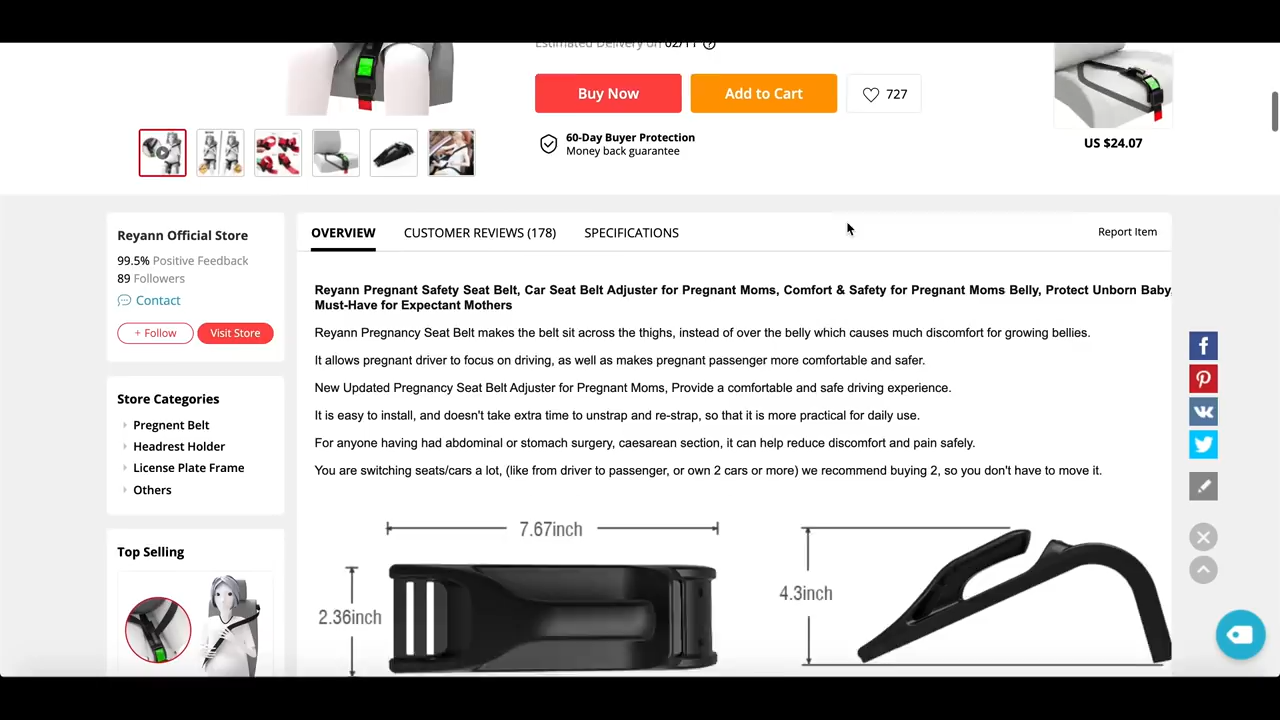 Estimated Delivery on 02/11
Buy Now
Add to Cart
727
60-Day Buyer Protection
Money back guarantee
US $24.07
Reyann Official Store
99.5% Positive Feedback
89 Followers
Contact
+ Follow
Visit Store
Store Categories
Pregnent Belt
Headrest Holder
License Plate Frame
Others
Top Selling
OVERVIEW
CUSTOMER REVIEWS (178)
SPECIFICATIONS
Report Item
Reyann Pregnant Safety Seat Belt, Car Seat Belt Adjuster for Pregnant Moms, Comfort & Safety for Pregnant Moms Belly, Protect Unborn Baby
Must-Have for Expectant Mothers
Reyann Pregnancy Seat Belt makes the belt sit across the thighs, instead of over the belly which causes much discomfort for growing bellies.
It allows pregnant driver to focus on driving, as well as makes pregnant passenger more comfortable and safer.
New Updated Pregnancy Seat Belt Adjuster for Pregnant Moms, Provide a comfortable and safe driving experience.
It is easy to install, and doesn't take extra time to unstrap and re-strap, so that it is more practical for daily use.
For anyone having had abdominal or stomach surgery, caesarean section, it can help reduce discomfort and pain safely.
You are switching seats/cars a lot, (like from driver to passenger, or own 2 cars or more) we recommend buying 2, so you don't have to move it.
7.67inch
2.36inch
4.3inch